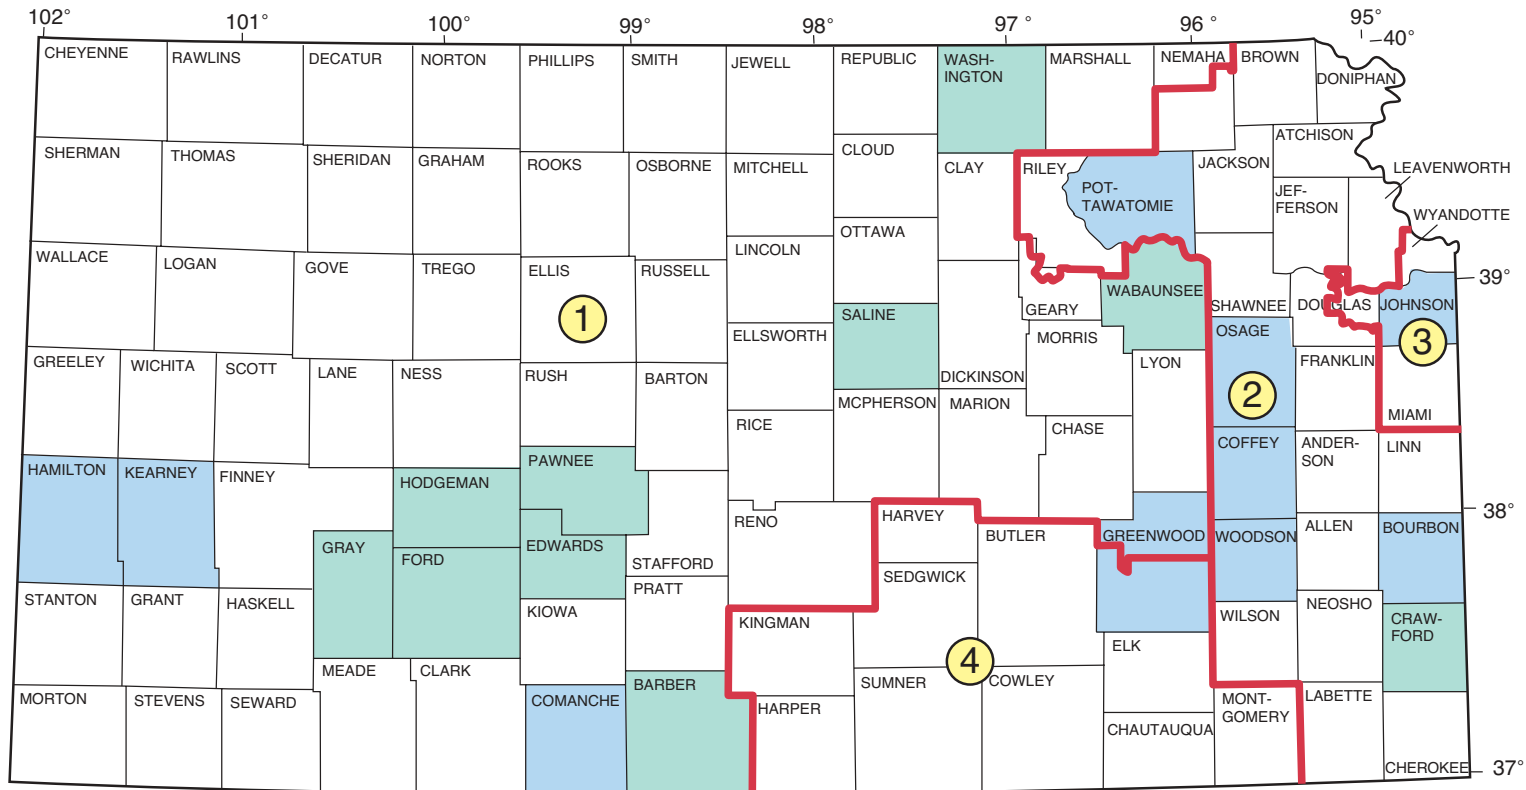 102°
101°
100°
99°
98°
97 °
96 °
95°
40°
CHEYENNE
RAWLINS
DECATUR
NORTON
PHILLIPS
SMITH
JEWELL
REPUBLIC
WASH-
INGTON
MARSHALL
NEMAHA
BROWN
DONIPHAN
SHERMAN
THOMAS
SHERIDAN
GRAHAM
ROOKS
OSBORNE
MITCHELL
CLOUD
CLAY
RILEY
POT-
TAWATOMIE
JACKSON
ATCHISON
JEF-
FERSON
LEAVENWORTH
WYANDOTTE
WALLACE
LOGAN
GOVE
TREGO
ELLIS
RUSSELL
LINCOLN
OTTAWA
39°
1
SALINE
GEARY
WABAUNSEE
SHAWNEE
DOUGLAS
JOHNSON
GREELEY
WICHITA
SCOTT
LANE
NESS
RUSH
BARTON
ELLSWORTH
DICKINSON
MORRIS
LYON
OSAGE
FRANKLIN
3
2
MIAMI
RICE
MCPHERSON
MARION
CHASE
COFFEY
ANDER-
SON
LINN
HAMILTON
KEARNEY
FINNEY
HODGEMAN
PAWNEE
38°
GRAY
FORD
EDWARDS
STAFFORD
RENO
HARVEY
BUTLER
GREENWOOD
WOODSON
ALLEN
BOURBON
STANTON
GRANT
HASKELL
KIOWA
PRATT
KINGMAN
SEDGWICK
4
ELK
WILSON
NEOSHO
CRAW-
FORD
MORTON
STEVENS
SEWARD
MEADE
CLARK
COMANCHE
BARBER
HARPER
SUMNER
COWLEY
CHAUTAUQUA
MONT-
GOMERY
LABETTE
CHEROKEE
37°